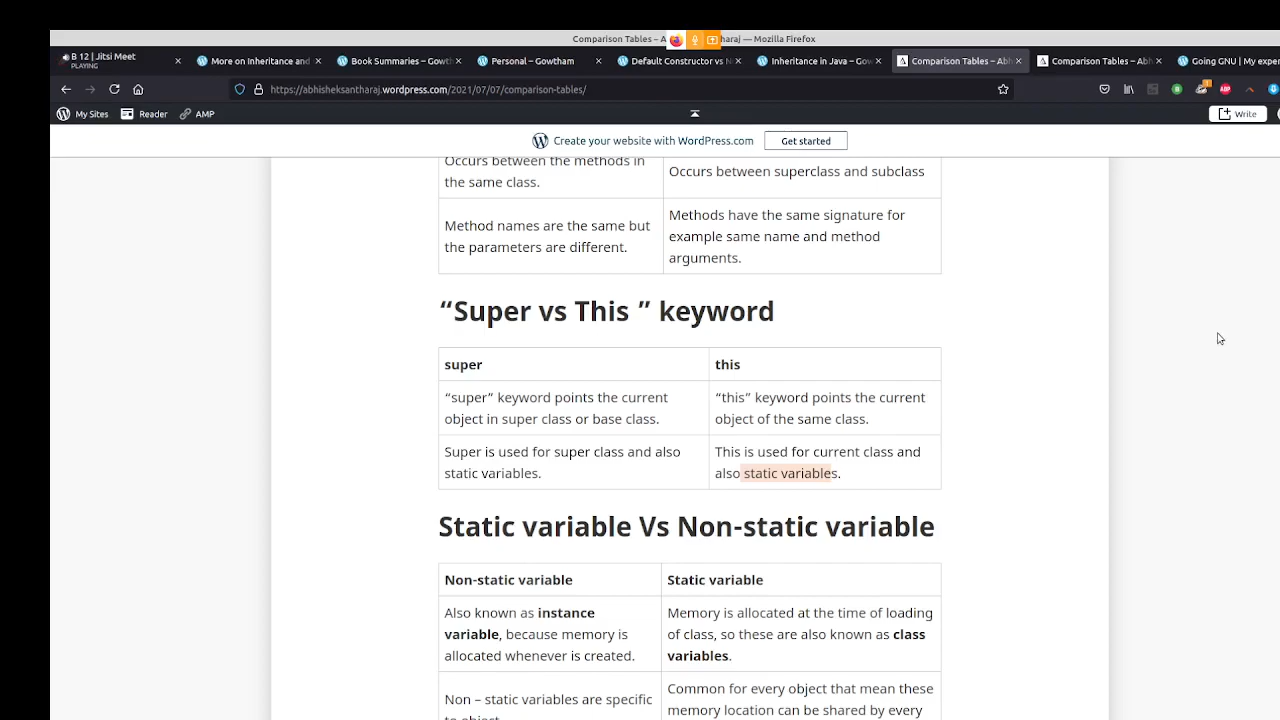 Comparison Tables – A haraj — Mozilla Firefox
B 12 | Jitsi Meet
PLAYING
More on Inheritance and
Book Summaries – Gowth
Personal – Gowtham
Default Constructor vs N
Inheritance in Java – Gow
Comparison Tables – Abh
Comparison Tables – Abh
Going GNU | My exper
https://abhisheksantharaj.wordpress.com/2021/07/07/comparison-tables/
My Sites Reader AMP Write
Create your website with WordPress.com Get started
Occurs between the methods in
the same class.
Occurs between superclass and subclass
Method names are the same but
the parameters are different.
Methods have the same signature for
example same name and method
arguments.
“Super vs This ” keyword
super
this
“super” keyword points the current
object in super class or base class.
“this” keyword points the current
object of the same class.
Super is used for super class and also
static variables.
This is used for current class and
also static variables.
Static variable Vs Non-static variable
Non-static variable
Static variable
Also known as instance
variable, because memory is
allocated whenever is created.
Memory is allocated at the time of loading
of class, so these are also known as class
variables.
Non – static variables are specific
to object
Common for every object that mean these
memory location can be shared by every